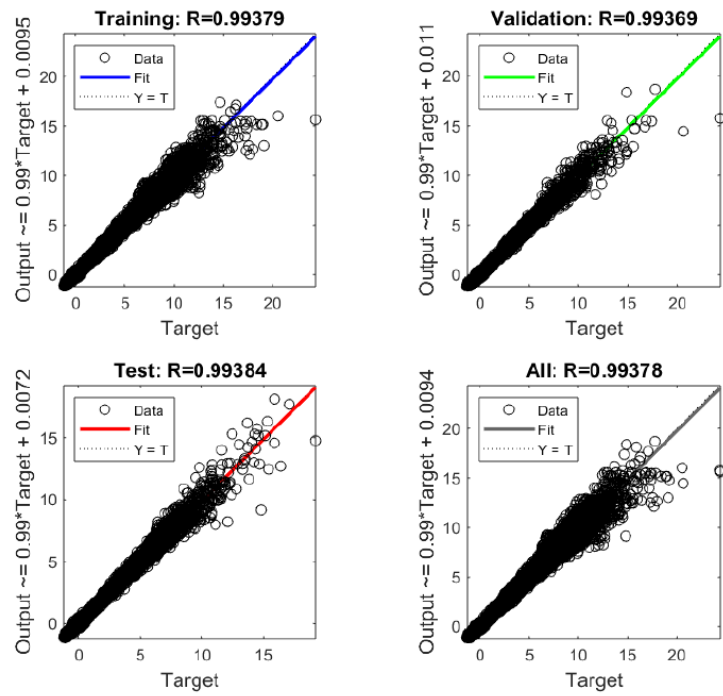 Training: R=0.99379
Output ~= 0.99*Target + 0.0095
20
15
10
5
0
Data
Fit
Y = T
0 5 10 15 20
Target
Validation: R=0.99369
Output ~= 0.99*Target + 0.011
20
15
10
5
0
Data
Fit
Y = T
0 5 10 15 20
Target
Test: R=0.99384
Output ~= 0.99*Target + 0.0072
15
10
5
0
Data
Fit
Y = T
0 5 10 15
Target
All: R=0.99378
Output ~= 0.99*Target + 0.0094
20
15
10
5
0
Data
Fit
Y = T
0 5 10 15 20
Target